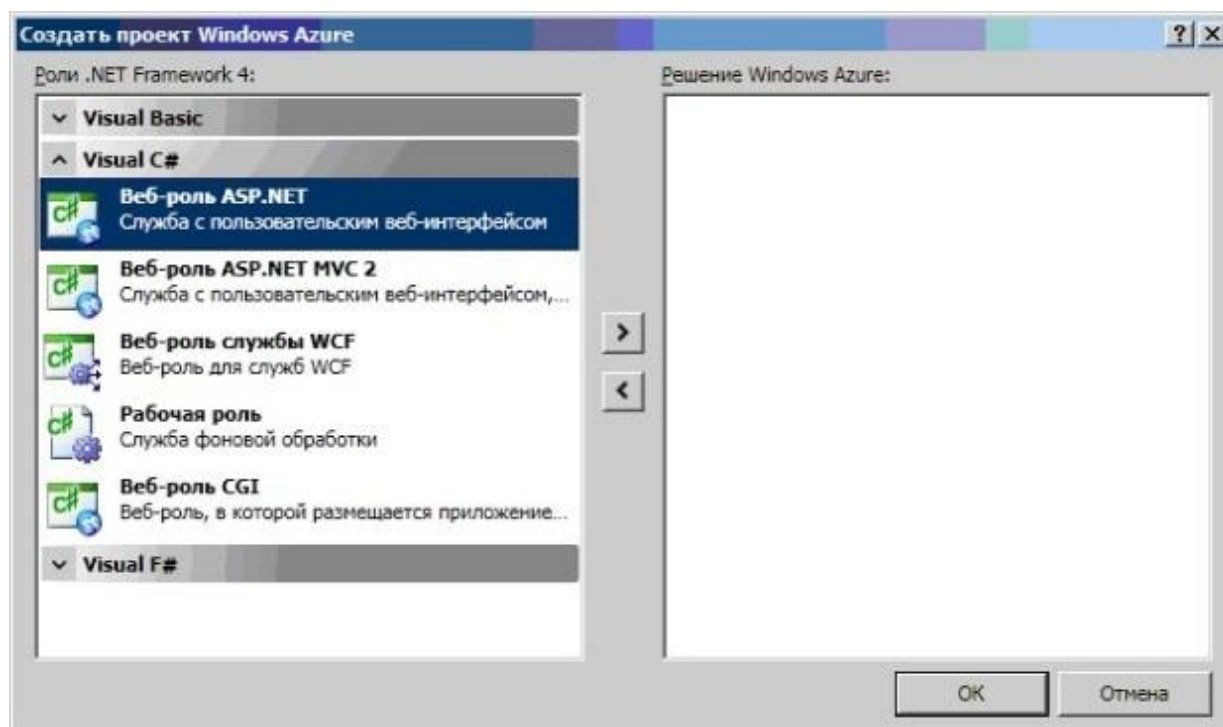 Создать проект Windows Azure
Роли .NET Framework 4:
Решение Windows Azure:
Visual Basic
Visual C#
Веб-роль ASP.NET
Служба с пользовательским веб-интерфейсом
Веб-роль ASP.NET MVC 2
Служба с пользовательским веб-интерфейсом,...
Веб-роль службы WCF
Веб-роль для служб WCF
Рабочая роль
Служба фоновой обработки
Веб-роль CGI
Веб-роль, в которой размещается приложение...
Visual F#
OK
Отмена